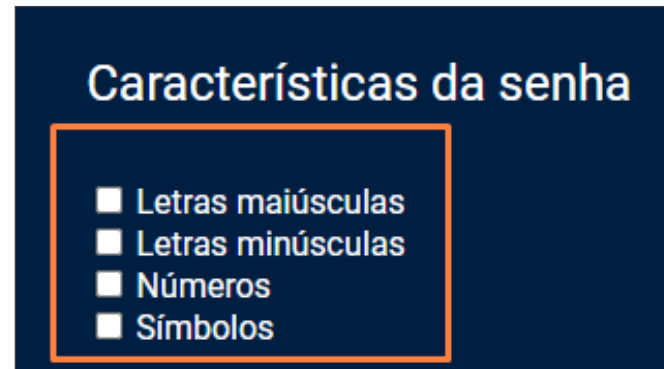 Características da senha
Letras maiúsculas
Letras minúsculas
Números
Símbolos